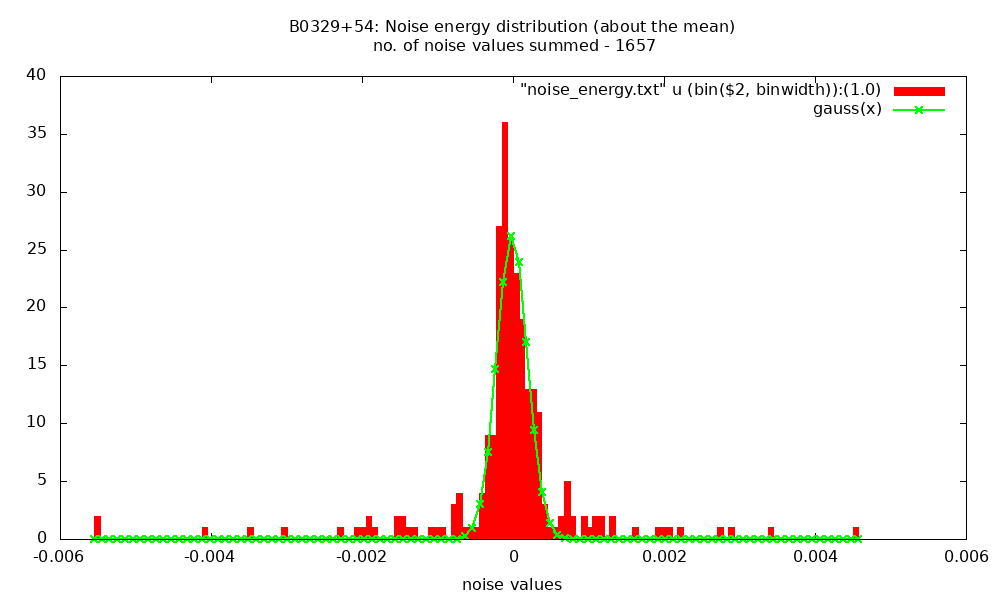 B0329+54: Noise energy distribution (about the mean)
no. of noise values summed - 1657
"noise_energy.txt" u (bin($2, binwidth)):(1.0)
gauss(x)
40
35
30
25
20
15
10
5
0
-0.006 -0.004 -0.002 0 0.002 0.004 0.006
noise values